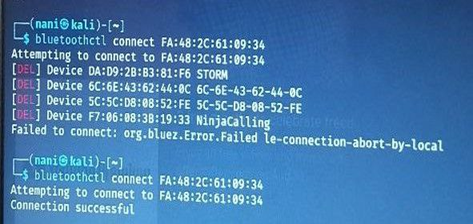 ┌──(nani㉿kali)-[~]
└─$ bluetoothctl connect FA:48:2C:61:09:34
Attempting to connect to FA:48:2C:61:09:34
[DEL] Device DA:D9:2B:B3:81:F6 STORM
[DEL] Device 6C:6E:43:62:44:0C 6C-6E-43-62-44-0C
[DEL] Device 5C:5C:D8:08:52:FE 5C-5C-D8-08-52-FE
[DEL] Device F7:06:08:3B:19:33 NinjaCalling
Failed to connect: org.bluez.Error.Failed le-connection-abort-by-local
┌──(nani㉿kali)-[~]
└─$ bluetoothctl connect FA:48:2C:61:09:34
Attempting to connect to FA:48:2C:61:09:34
Connection successful